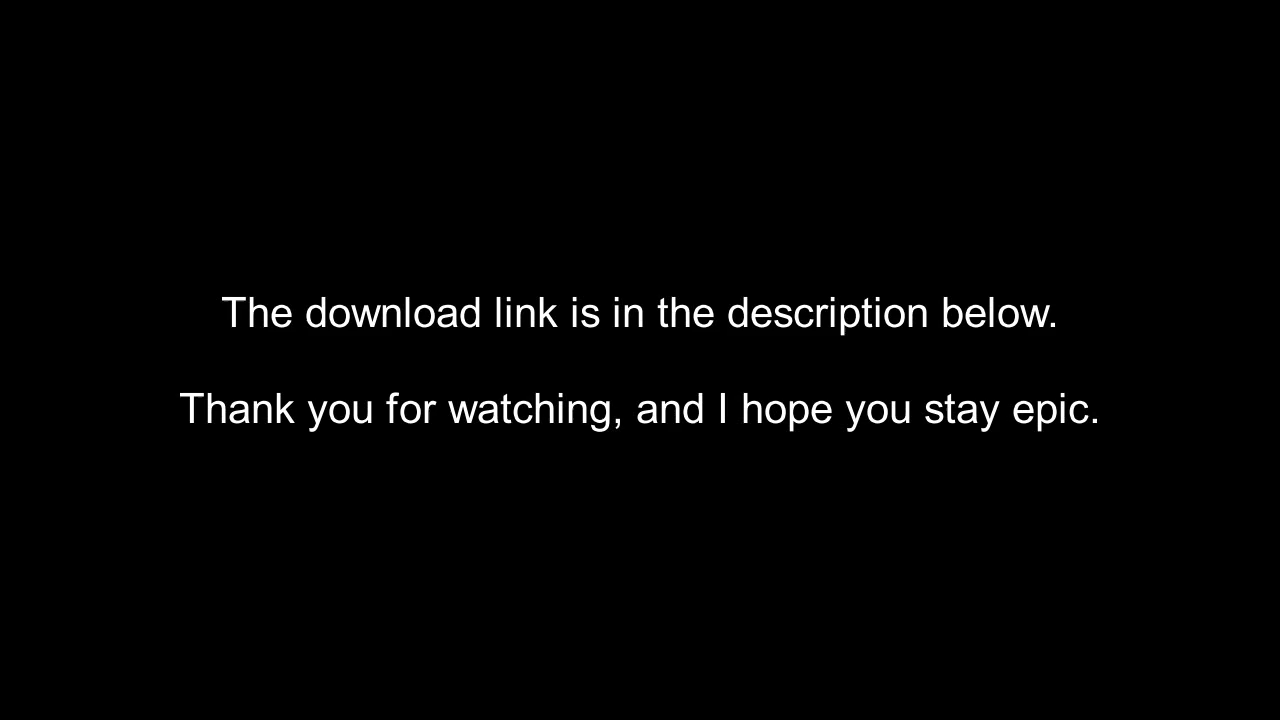 The download link is in the description below.
Thank you for watching, and I hope you stay epic.